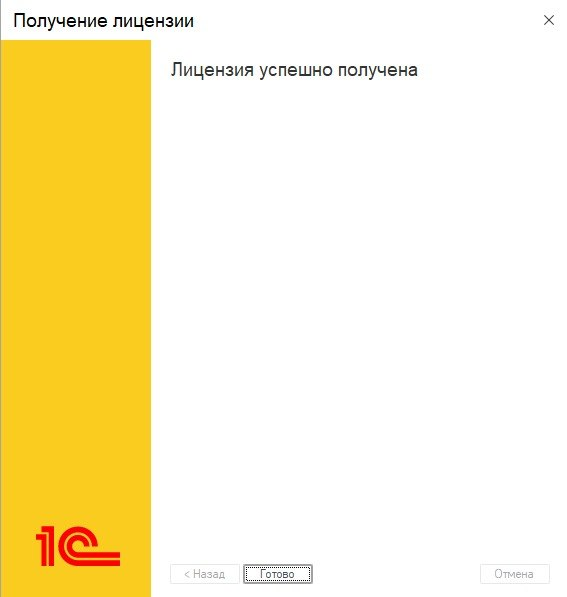 Получение лицензии
Лицензия успешно получена
1С
< Назад
Готово
Отмена